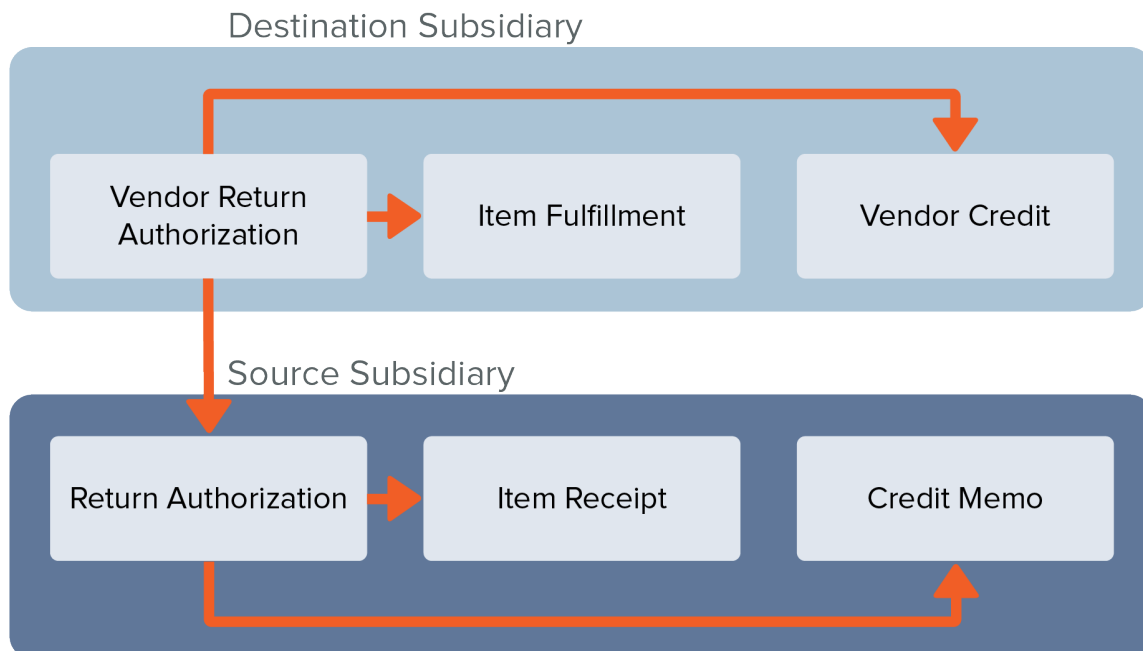 Destination Subsidiary
Vendor Return
Authorization
Item Fulfillment
Vendor Credit
Source Subsidiary
Return Authorization
Item Receipt
Credit Memo